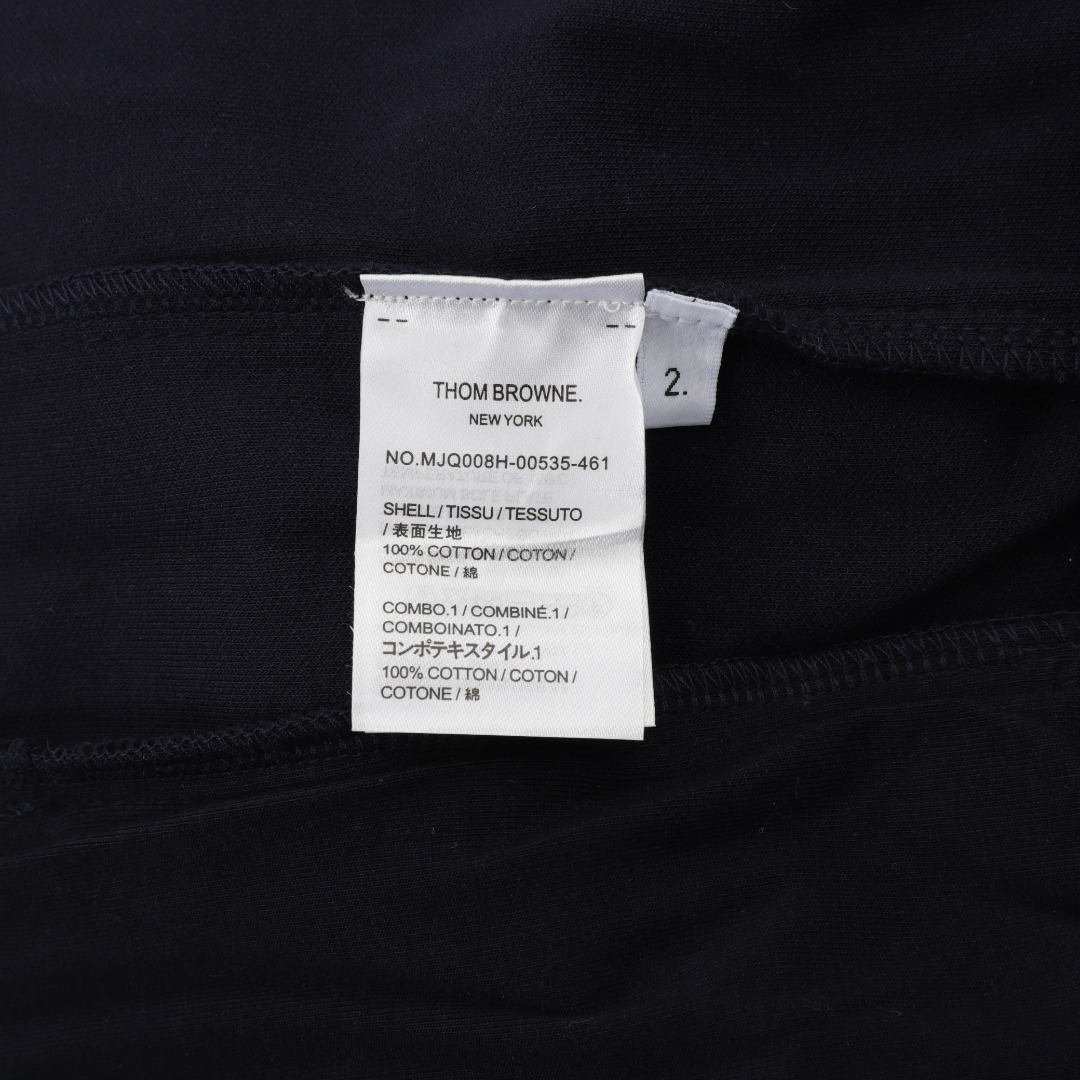 THOM BROWNE.
NEW YORK
NO.MJQ008H-00535-461
SHELL / TISSU / TESSUTO
/ 表面生地
100% COTTON / COTON /
COTONE / 綿
COMBO.1 / COMBINÉ.1 /
COMBOINATO.1 /
コンポテキスタイル.1
100% COTTON / COTON /
COTONE / 綿
2.